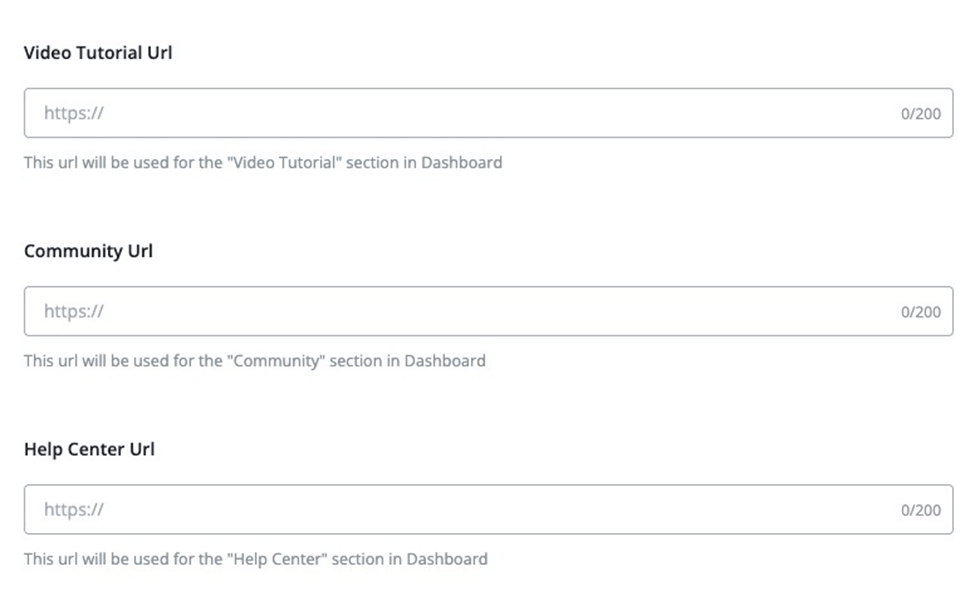 Video Tutorial Url
https:// 0/200
This url will be used for the "Video Tutorial" section in Dashboard
Community Url
https:// 0/200
This url will be used for the "Community" section in Dashboard
Help Center Url
https:// 0/200
This url will be used for the "Help Center" section in Dashboard